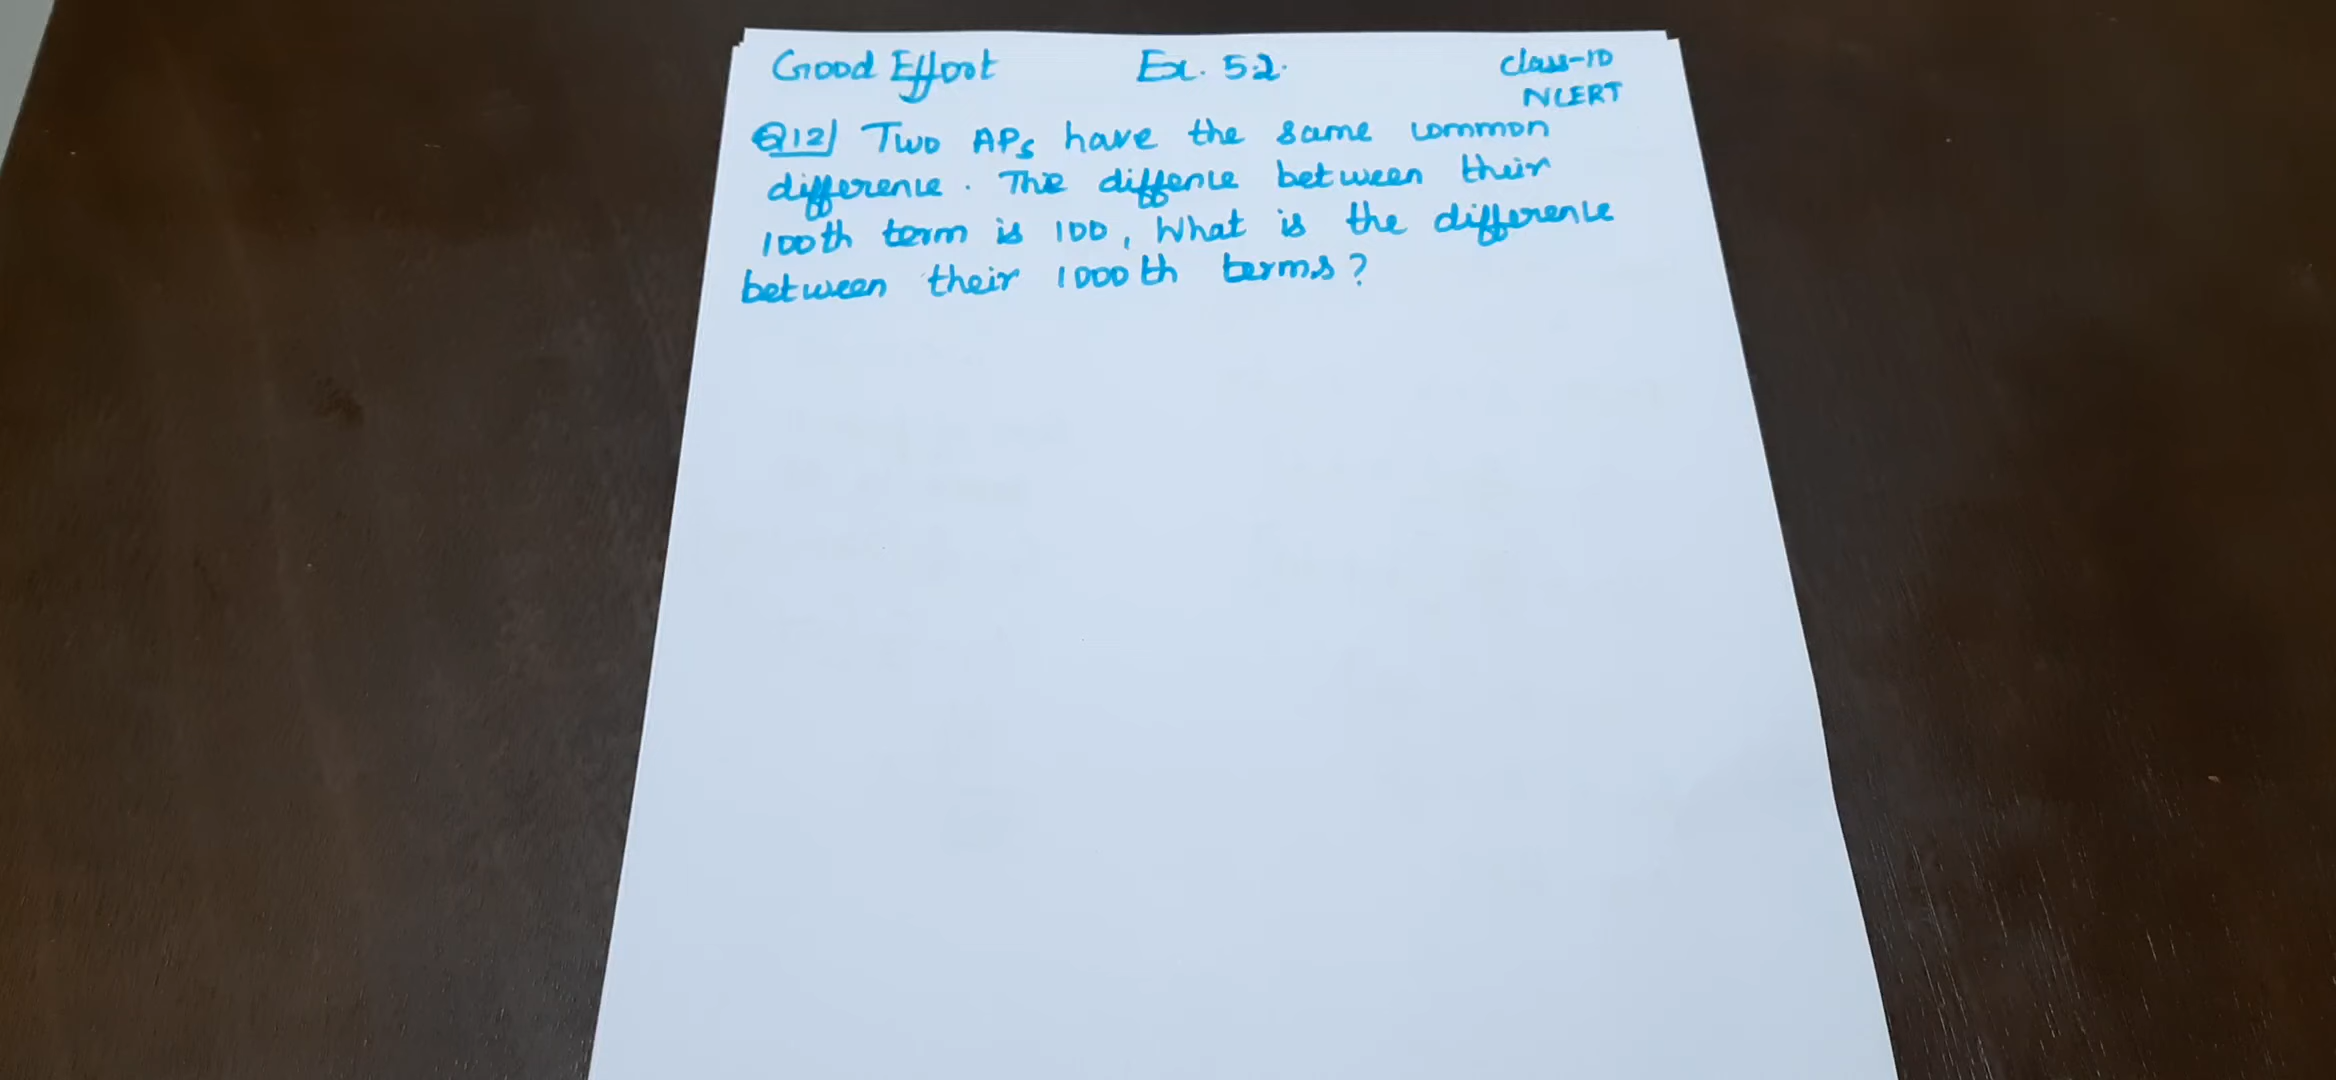 Good Effort Ex. 5.2. Class-10
NCERT
Q12) Two APs have the same common
difference. The diffence between their
100th term is 100, What is the difference
between their 1000th terms?